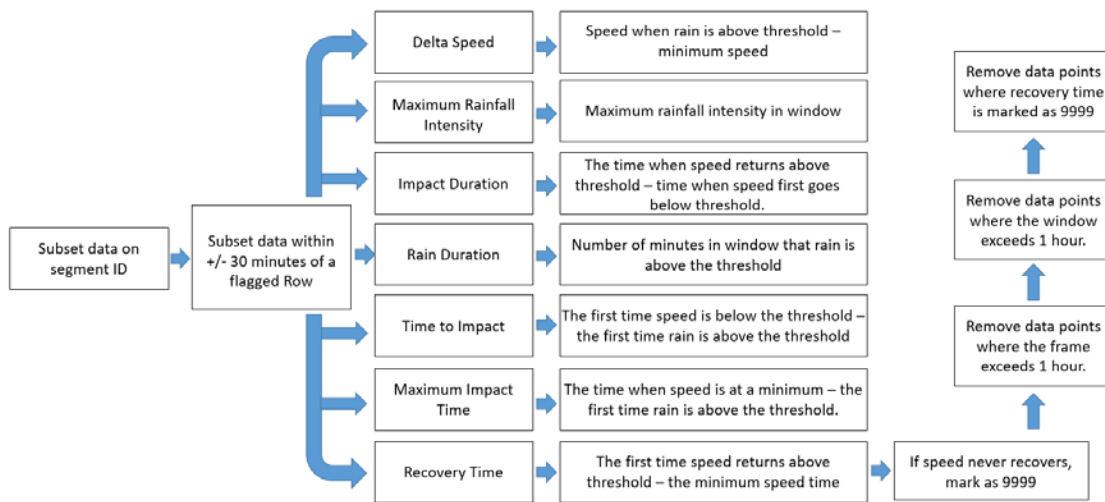 Subset data on
segment ID
Subset data within
+/- 30 minutes of a
flagged Row
Delta Speed
Speed when rain is above threshold –
minimum speed
Maximum Rainfall
Intensity
Maximum rainfall intensity in window
Impact Duration
The time when speed returns above
threshold – time when speed first goes
below threshold.
Rain Duration
Number of minutes in window that rain is
above the threshold
Time to Impact
The first time speed is below the threshold –
the first time rain is above the threshold
Maximum Impact
Time
The time when speed is at a minimum – the
first time rain is above the threshold.
Recovery Time
The first time speed returns above
threshold – the minimum speed time
If speed never recovers,
mark as 9999
Remove data points
where the frame
exceeds 1 hour.
Remove data points
where the window
exceeds 1 hour.
Remove data points
where recovery time
is marked as 9999